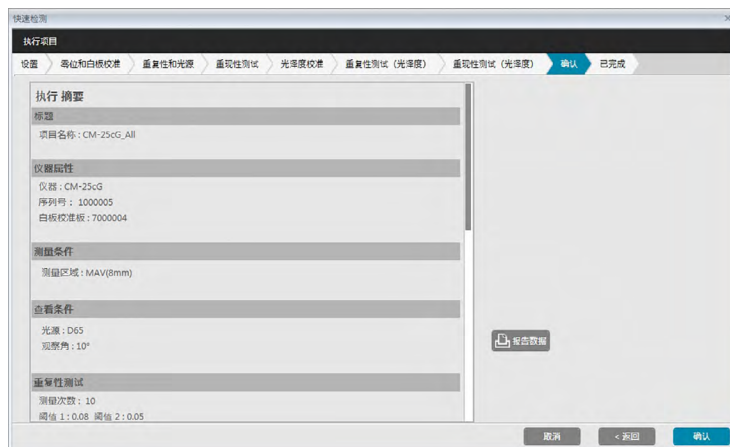 快速检测
执行项目
设置
零位和白板校准
重复性和光源
重现性测试
光泽度校准
重复性测试（光泽度）
重现性测试（光泽度）
确认
已完成
执行 摘要
标题
项目名称 : CM-25cG_All
仪器属性
仪器 : CM-25cG
序列号 : 1000005
白板校准板 : 7000004
测量条件
测量区域 : MAV(8mm)
查看条件
光源 : D65
观察角 : 10°
报告数据
重复性测试
测量次数 : 10
阈值 1 : 0.08 阈值 2 : 0.05
取消
< 返回
确认